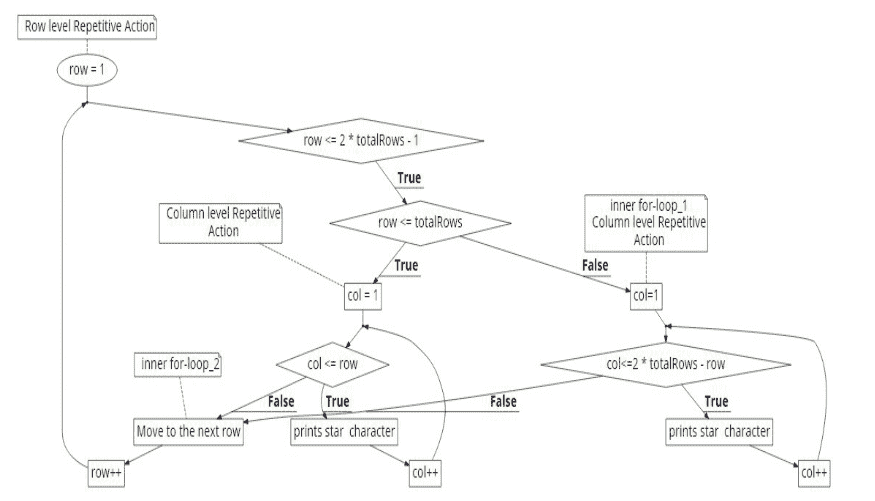 Row level Repetitive Action
row = 1
row <= 2 * totalRows - 1
True
Column level Repetitive
Action
row <= totalRows
inner for-loop_1
Column level Repetitive
Action
True
False
col = 1
col=1
inner for-loop_2
col <= row
col<=2 * totalRows - row
False
True
False
True
Move to the next row
prints star character
prints star character
row++
col++
col++